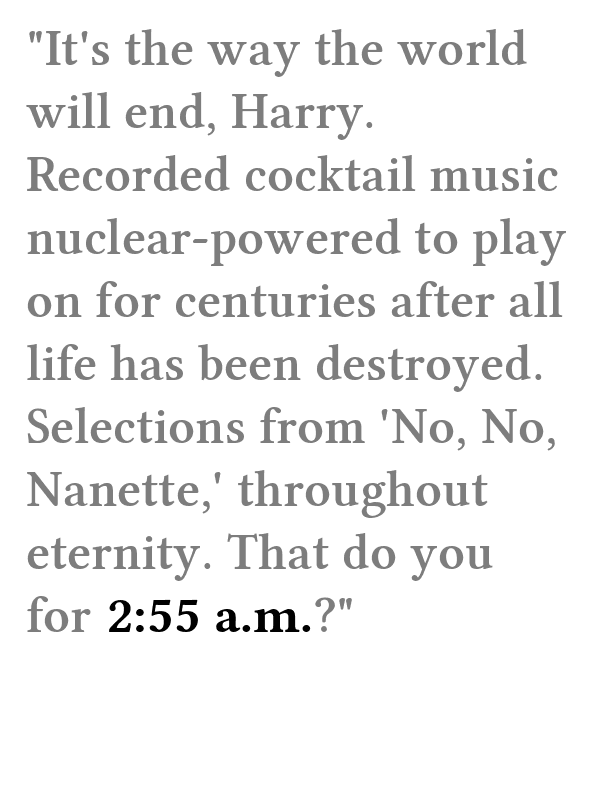 "It's the way the world
will end, Harry.
Recorded cocktail music
nuclear-powered to play
on for centuries after all
life has been destroyed.
Selections from 'No, No,
Nanette,' throughout
eternity. That do you
for 2:55 a.m.?"